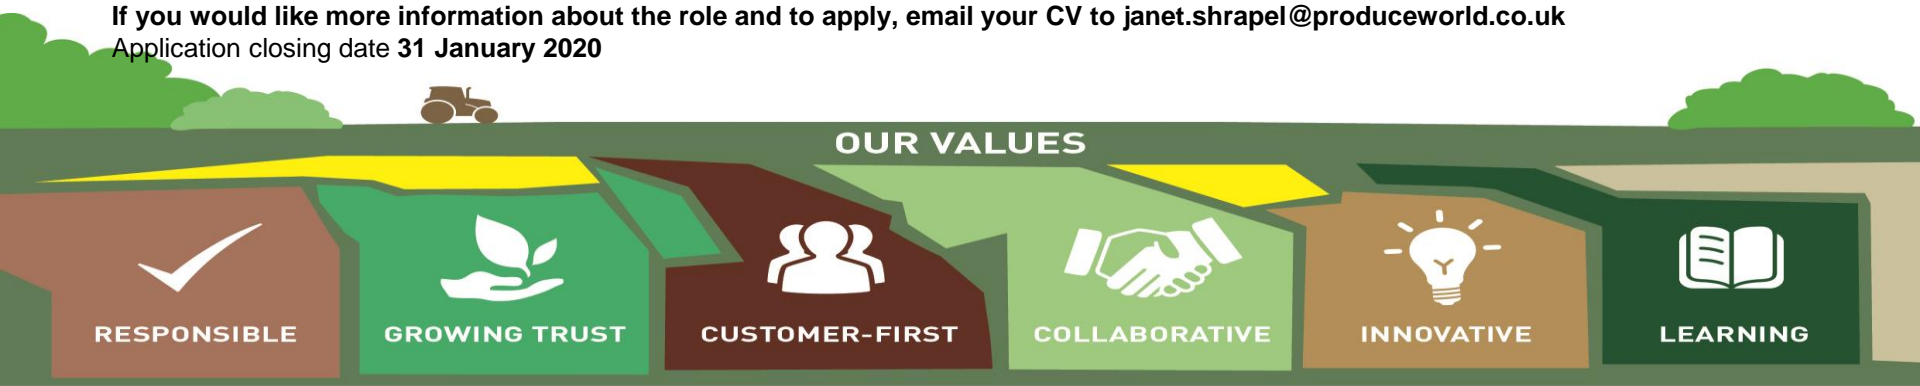 If you would like more information about the role and to apply, email your CV to janet.shrapel@produceworld.co.uk
Application closing date 31 January 2020
OUR VALUES
RESPONSIBLE
GROWING TRUST
CUSTOMER-FIRST
COLLABORATIVE
INNOVATIVE
LEARNING